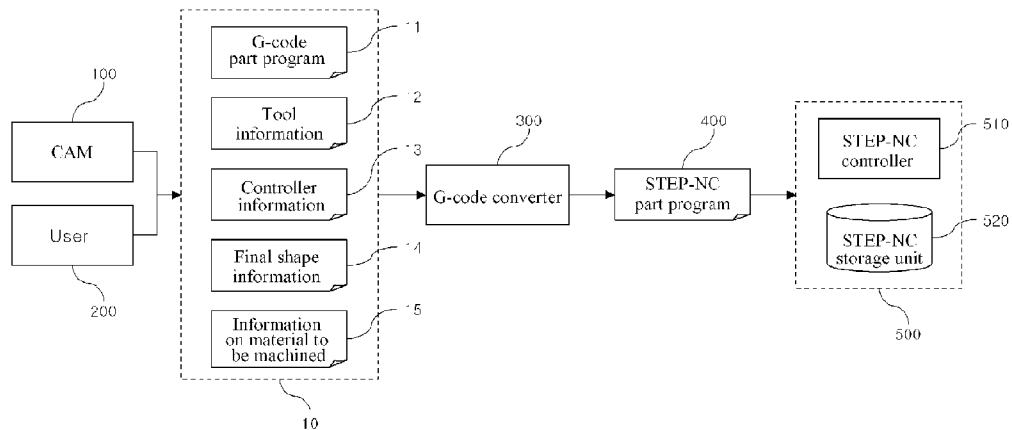 100
CAM
User
200
11
G-code
part program
12
Tool
information
13
Controller
information
14
Final shape
information
15
Information
on material to
be machined
10
300
G-code converter
400
STEP-NC
part program
510
STEP-NC
controller
520
STEP-NC
storage unit
500